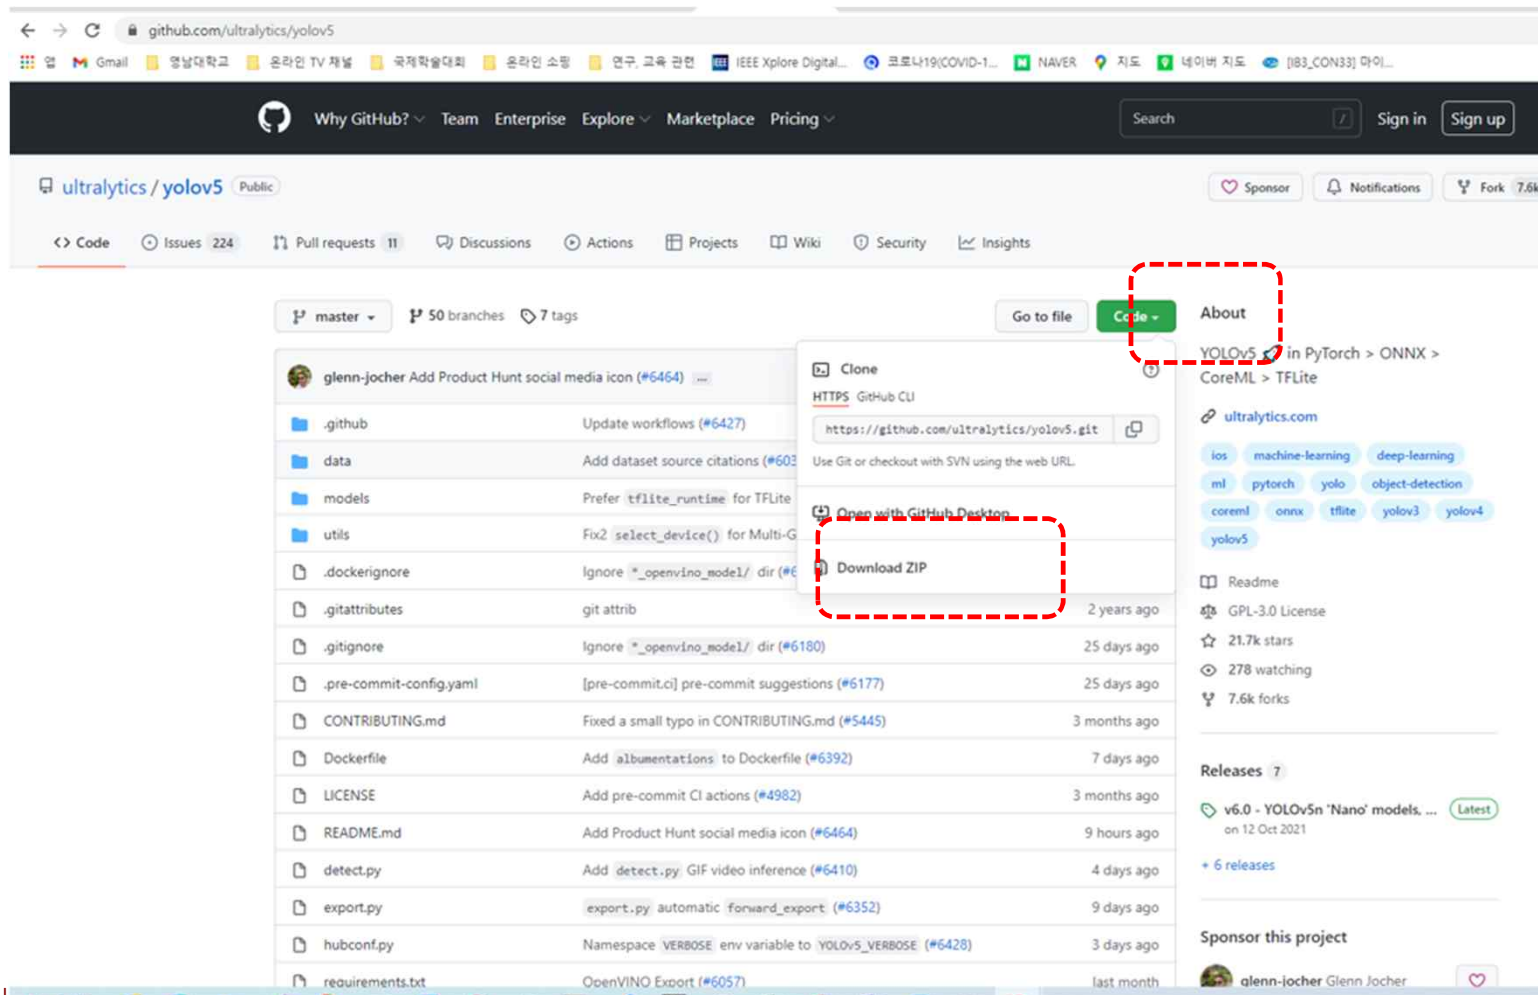 github.com/ultralytics/yolov5
앱 Gmail 영남대학교 온라인 TV 채널 국제학술대회 온라인 쇼핑 연구, 교육 관련 IEEE Xplore Digital... 코로나19(COVID-1... NAVER 지도 네이버 지도 [IB3_CON33] 마이...
Why GitHub? Team Enterprise Explore Marketplace Pricing Search / Sign in Sign up
ultralytics / yolov5 Public Sponsor Notifications Fork 7.6k
<> Code Issues 224 Pull requests 11 Discussions Actions Projects Wiki Security Insights
master 50 branches 7 tags Go to file Code
glenn-jocher Add Product Hunt social media icon (#6464) ...
.github Update workflows (#6427)
data Add dataset source citations (#603
models Prefer tflite_runtime for TFLite
utils Fix2 select_device() for Multi-G
.dockerignore Ignore *_openvino_model/ dir (#6
.gitattributes git attrib 2 years ago
.gitignore Ignore *_openvino_model/ dir (#6180) 25 days ago
.pre-commit-config.yaml [pre-commit.ci] pre-commit suggestions (#6177) 25 days ago
CONTRIBUTING.md Fixed a small typo in CONTRIBUTING.md (#5445) 3 months ago
Dockerfile Add albumentations to Dockerfile (#6392) 7 days ago
LICENSE Add pre-commit CI actions (#4982) 3 months ago
README.md Add Product Hunt social media icon (#6464) 9 hours ago
detect.py Add detect.py GIF video inference (#6410) 4 days ago
export.py export.py automatic forward_export (#6352) 9 days ago
hubconf.py Namespace VERBOSE env variable to YOLOv5_VERBOSE (#6428) 3 days ago
requirements.txt OpenVINO Export (#6057) last month
Clone
HTTPS GitHub CLI
https://github.com/ultralytics/yolov5.git
Use Git or checkout with SVN using the web URL.
Open with GitHub Desktop
Download ZIP
About
YOLOv5 🚀 in PyTorch > ONNX >
CoreML > TFLite
ultralytics.com
ios machine-learning deep-learning
ml pytorch yolo object-detection
coreml onnx tflite yolov3 yolov4
yolov5
Readme
GPL-3.0 License
21.7k stars
278 watching
7.6k forks
Releases 7
v6.0 - YOLOv5n 'Nano' models, ... Latest
on 12 Oct 2021
+ 6 releases
Sponsor this project
glenn-jocher Glenn Jocher